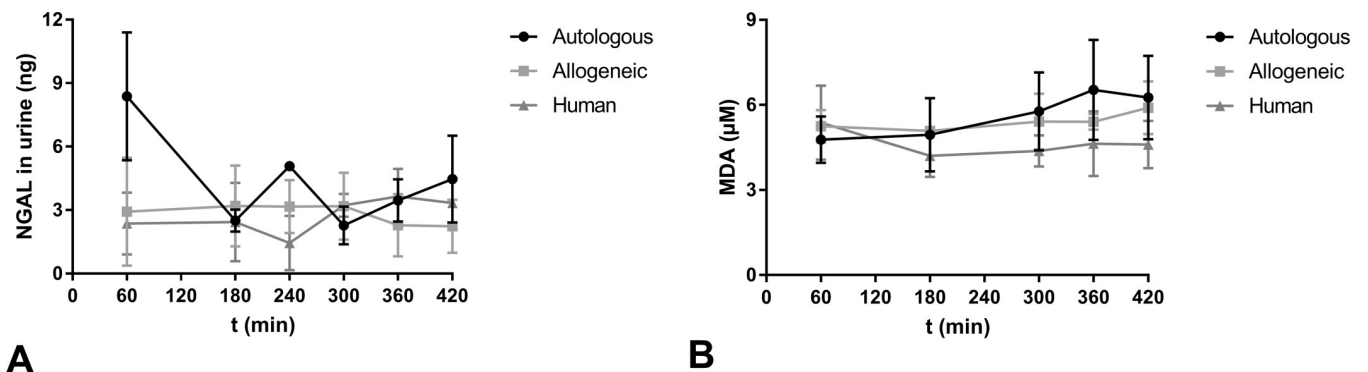 NGAL in urine (ng)
12
9
6
3
0
0 60 120 180 240 300 360 420
t (min)
Autologous
Allogeneic
Human
A
MDA (µM)
9
6
3
0
0 60 120 180 240 300 360 420
t (min)
Autologous
Allogeneic
Human
B